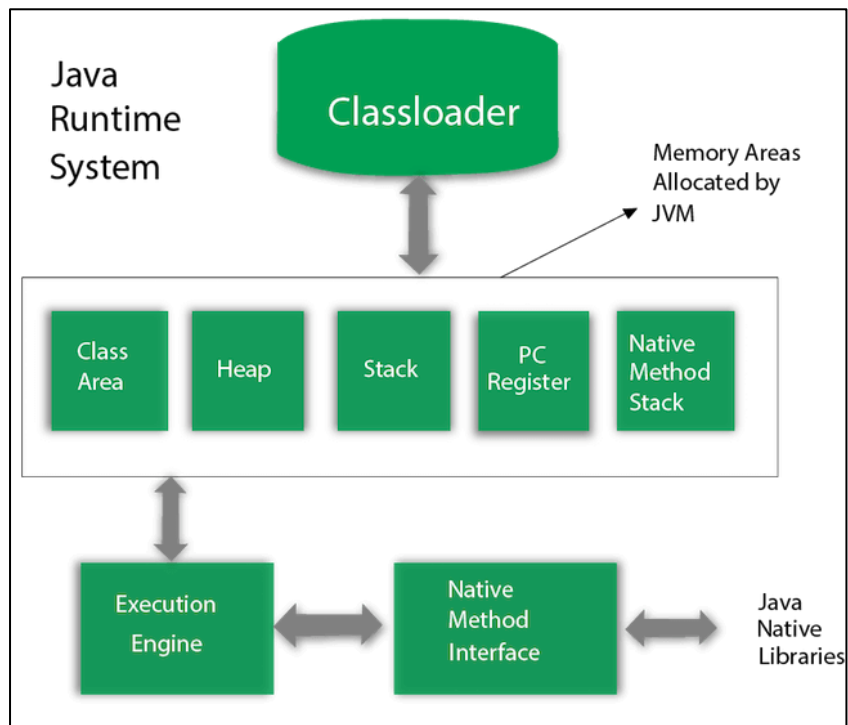 Java
Runtime
System
Classloader
Memory Areas
Allocated by
JVM
Class
Area
Heap
Stack
PC
Register
Native
Method
Stack
Execution
Engine
Native
Method
Interface
Java
Native
Libraries